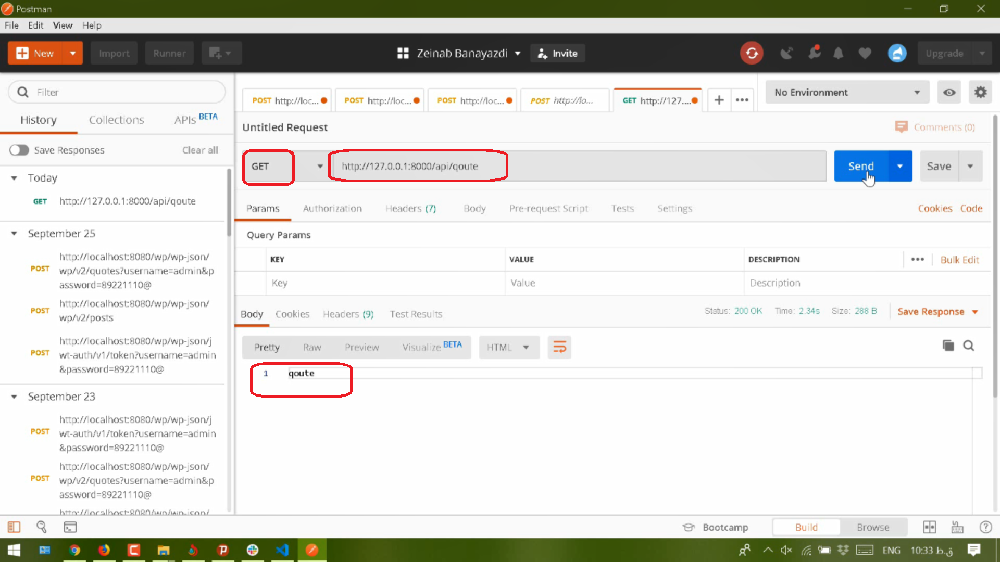 Postman
File Edit View Help
New Import Runner Zeinab Banayazdi Invite Upgrade
Filter
History Collections APIs BETA
Save Responses Clear all
Today
GET http://127.0.0.1:8000/api/qoute
September 25
POST http://localhost:8080/wp/wp-json/
wp/v2/quotes?username=admin&p
assword=89221110@
POST http://localhost:8080/wp/wp-json/
wp/v2/posts
POST http://localhost:8080/wp/wp-json/j
wt-auth/v1/token?username=admin
&password=89221110@
September 23
POST http://localhost:8080/wp/wp-json/j
wt-auth/v1/token?username=admin
&password=89221110@
POST http://localhost:8080/wp/wp-json/
wp/v2/quotes?username=admin&p
assword=89221110@
http://localhost:8080/wp/wp-json/
POST http://loc... POST http://loc... POST http://loc... POST http://lo... GET http://127.... + ••• No Environment
Untitled Request Comments (0)
GET http://127.0.0.1:8000/api/qoute Send Save
Params Authorization Headers (7) Body Pre-request Script Tests Settings Cookies Code
Query Params
KEY VALUE DESCRIPTION ••• Bulk Edit
Key Value Description
Body Cookies Headers (9) Test Results Status: 200 OK Time: 2.34s Size: 288 B Save Response
Pretty Raw Preview Visualize BETA HTML
1 qoute
Bootcamp Build Browse
ENG 10:33 ق.ظ